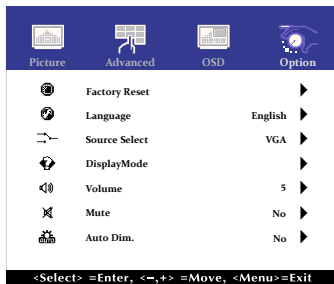 Picture Advanced OSD Option
Factory Reset
Language English
Source Select VGA
DisplayMode
Volume 5
Mute No
Auto Dim. No
<Select> =Enter, <−,+> =Move, <Menu>=Exit